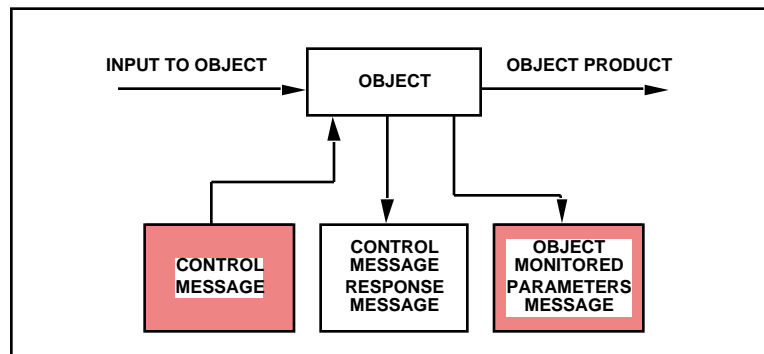 INPUT TO OBJECT
OBJECT
OBJECT PRODUCT
CONTROL
MESSAGE
CONTROL
MESSAGE
RESPONSE
MESSAGE
OBJECT
MONITORED
PARAMETERS
MESSAGE